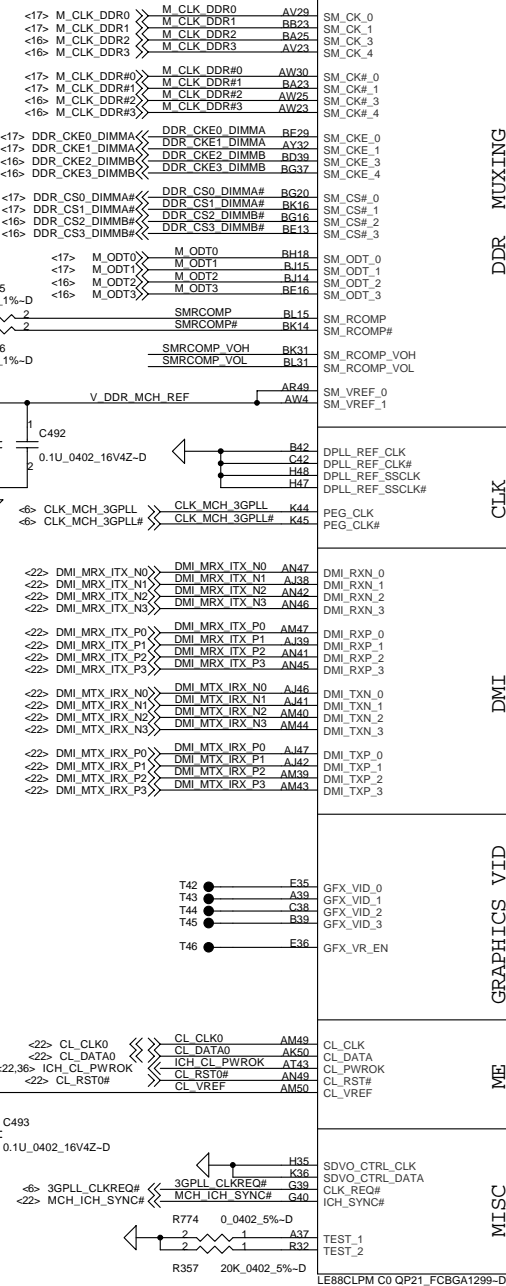 <17> M_CLK_DDR0 M_CLK_DDR0 AV29 SM_CK_0
<17> M_CLK_DDR1 M_CLK_DDR1 BB23 SM_CK_1
<16> M_CLK_DDR2 M_CLK_DDR2 BA25 SM_CK_3
<16> M_CLK_DDR3 M_CLK_DDR3 AV23 SM_CK_4
<17> M_CLK_DDR#0 M_CLK_DDR#0 AW30 SM_CK#_0
<17> M_CLK_DDR#1 M_CLK_DDR#1 BA23 SM_CK#_1
<16> M_CLK_DDR#2 M_CLK_DDR#2 AW25 SM_CK#_3
<16> M_CLK_DDR#3 M_CLK_DDR#3 AW23 SM_CK#_4
<17> DDR_CKE0_DIMMA DDR_CKE0_DIMMA BE29 SM_CKE_0
<17> DDR_CKE1_DIMMA DDR_CKE1_DIMMA AY32 SM_CKE_1
<16> DDR_CKE2_DIMMB DDR_CKE2_DIMMB BD39 SM_CKE_3
<16> DDR_CKE3_DIMMB DDR_CKE3_DIMMB BG37 SM_CKE_4
<17> DDR_CS0_DIMMA# DDR_CS0_DIMMA# BG20 SM_CS#_0
<17> DDR_CS1_DIMMA# DDR_CS1_DIMMA# BK16 SM_CS#_1
<16> DDR_CS2_DIMMB# DDR_CS2_DIMMB# BG16 SM_CS#_2
<16> DDR_CS3_DIMMB# DDR_CS3_DIMMB# BE13 SM_CS#_3
DDR MUXING
<17> M_ODT0 M_ODT0 BH18 SM_ODT_0
<17> M_ODT1 M_ODT1 BJ15 SM_ODT_1
<16> M_ODT2 M_ODT2 BJ14 SM_ODT_2
<16> M_ODT3 M_ODT3 BE16 SM_ODT_3
5
_1%~D
2 SMRCOMP BL15 SM_RCOMP
2 SMRCOMP# BK14 SM_RCOMP#
6
_1%~D
SMRCOMP_VOH BK31 SM_RCOMP_VOH
SMRCOMP_VOL BL31 SM_RCOMP_VOL
V_DDR_MCH_REF AR49 SM_VREF_0
AW4 SM_VREF_1
1
C492
0.1U_0402_16V4Z~D
2
B42 DPLL_REF_CLK
C42 DPLL_REF_CLK#
H48 DPLL_REF_SSCLK
H47 DPLL_REF_SSCLK#
CLK
<6> CLK_MCH_3GPLL CLK_MCH_3GPLL K44 PEG_CLK
<6> CLK_MCH_3GPLL# CLK_MCH_3GPLL# K45 PEG_CLK#
<22> DMI_MRX_ITX_N0 DMI_MRX_ITX_N0 AN47 DMI_RXN_0
<22> DMI_MRX_ITX_N1 DMI_MRX_ITX_N1 AJ38 DMI_RXN_1
<22> DMI_MRX_ITX_N2 DMI_MRX_ITX_N2 AN42 DMI_RXN_2
<22> DMI_MRX_ITX_N3 DMI_MRX_ITX_N3 AN46 DMI_RXN_3
<22> DMI_MRX_ITX_P0 DMI_MRX_ITX_P0 AM47 DMI_RXP_0
<22> DMI_MRX_ITX_P1 DMI_MRX_ITX_P1 AJ39 DMI_RXP_1
<22> DMI_MRX_ITX_P2 DMI_MRX_ITX_P2 AN41 DMI_RXP_2
<22> DMI_MRX_ITX_P3 DMI_MRX_ITX_P3 AN45 DMI_RXP_3
DMI
<22> DMI_MTX_IRX_N0 DMI_MTX_IRX_N0 AJ46 DMI_TXN_0
<22> DMI_MTX_IRX_N1 DMI_MTX_IRX_N1 AJ41 DMI_TXN_1
<22> DMI_MTX_IRX_N2 DMI_MTX_IRX_N2 AM40 DMI_TXN_2
<22> DMI_MTX_IRX_N3 DMI_MTX_IRX_N3 AM44 DMI_TXN_3
<22> DMI_MTX_IRX_P0 DMI_MTX_IRX_P0 AJ47 DMI_TXP_0
<22> DMI_MTX_IRX_P1 DMI_MTX_IRX_P1 AJ42 DMI_TXP_1
<22> DMI_MTX_IRX_P2 DMI_MTX_IRX_P2 AM39 DMI_TXP_2
<22> DMI_MTX_IRX_P3 DMI_MTX_IRX_P3 AM43 DMI_TXP_3
T42 E35 GFX_VID_0
T43 A39 GFX_VID_1
T44 C38 GFX_VID_2
T45 B39 GFX_VID_3
T46 E36 GFX_VR_EN
GRAPHICS VID
<22> CL_CLK0 CL_CLK0 AM49 CL_CLK
<22> CL_DATA0 CL_DATA0 AK50 CL_DATA
<22,36> ICH_CL_PWROK ICH_CL_PWROK AT43 CL_PWROK
<22> CL_RST0# CL_RST0# AN49 CL_RST#
CL_VREF AM50 CL_VREF
ME
C493
0.1U_0402_16V4Z~D
H35 SDVO_CTRL_CLK
K36 SDVO_CTRL_DATA
<6> 3GPLL_CLKREQ# 3GPLL_CLKREQ# G39 CLK_REQ#
<22> MCH_ICH_SYNC# MCH_ICH_SYNC# G40 ICH_SYNC#
MISC
R774 0_0402_5%~D
2 1 A37 TEST_1
2 1 R32 TEST_2
R357 20K_0402_5%~D
LE88CLPM C0 QP21_FCBGA1299~D